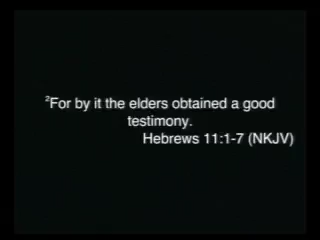 ²For by it the elders obtained a good
testimony.
Hebrews 11:1-7 (NKJV)